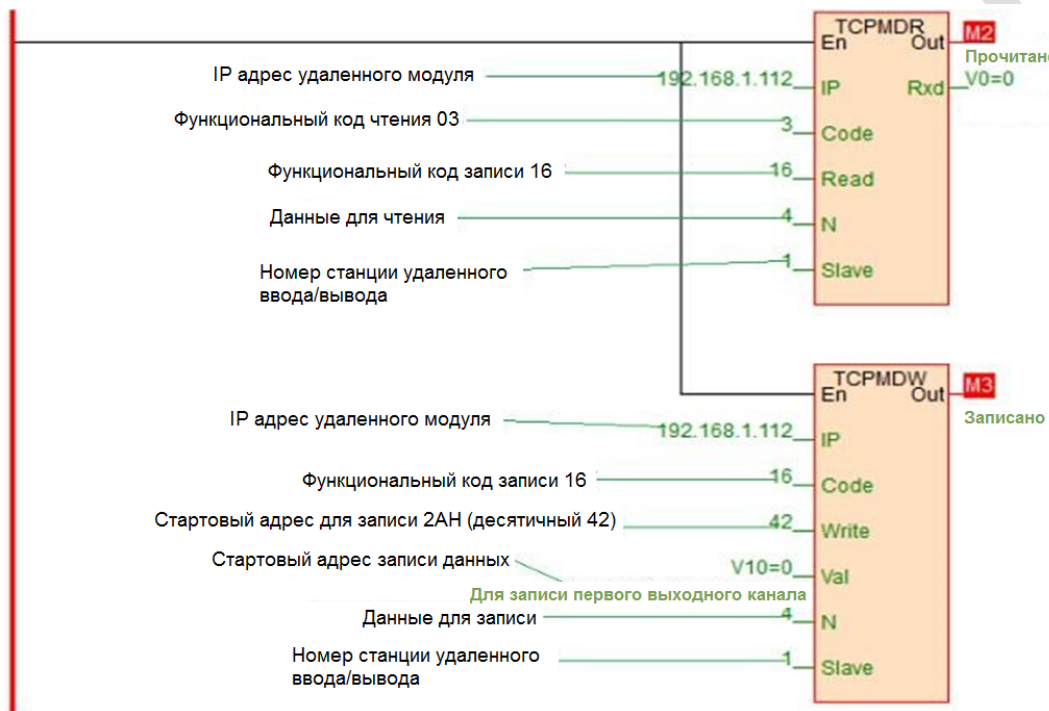 TCPMDR
En Out M2
Прочитан
IP адрес удаленного модуля 192.168.1.112 IP Rxd V0=0
Функциональный код чтения 03 3 Code
Функциональный код записи 16 16 Read
Данные для чтения 4 N
Номер станции удаленного 1 Slave
ввода/вывода
TCPMDW
En Out M3
IP адрес удаленного модуля 192.168.1.112 IP Записано
Функциональный код записи 16 16 Code
Стартовый адрес для записи 2AH (десятичный 42) 42 Write
Стартовый адрес записи данных V10=0 Val
Для записи первого выходного канала
Данные для записи 4 N
Номер станции удаленного 1 Slave
ввода/вывода